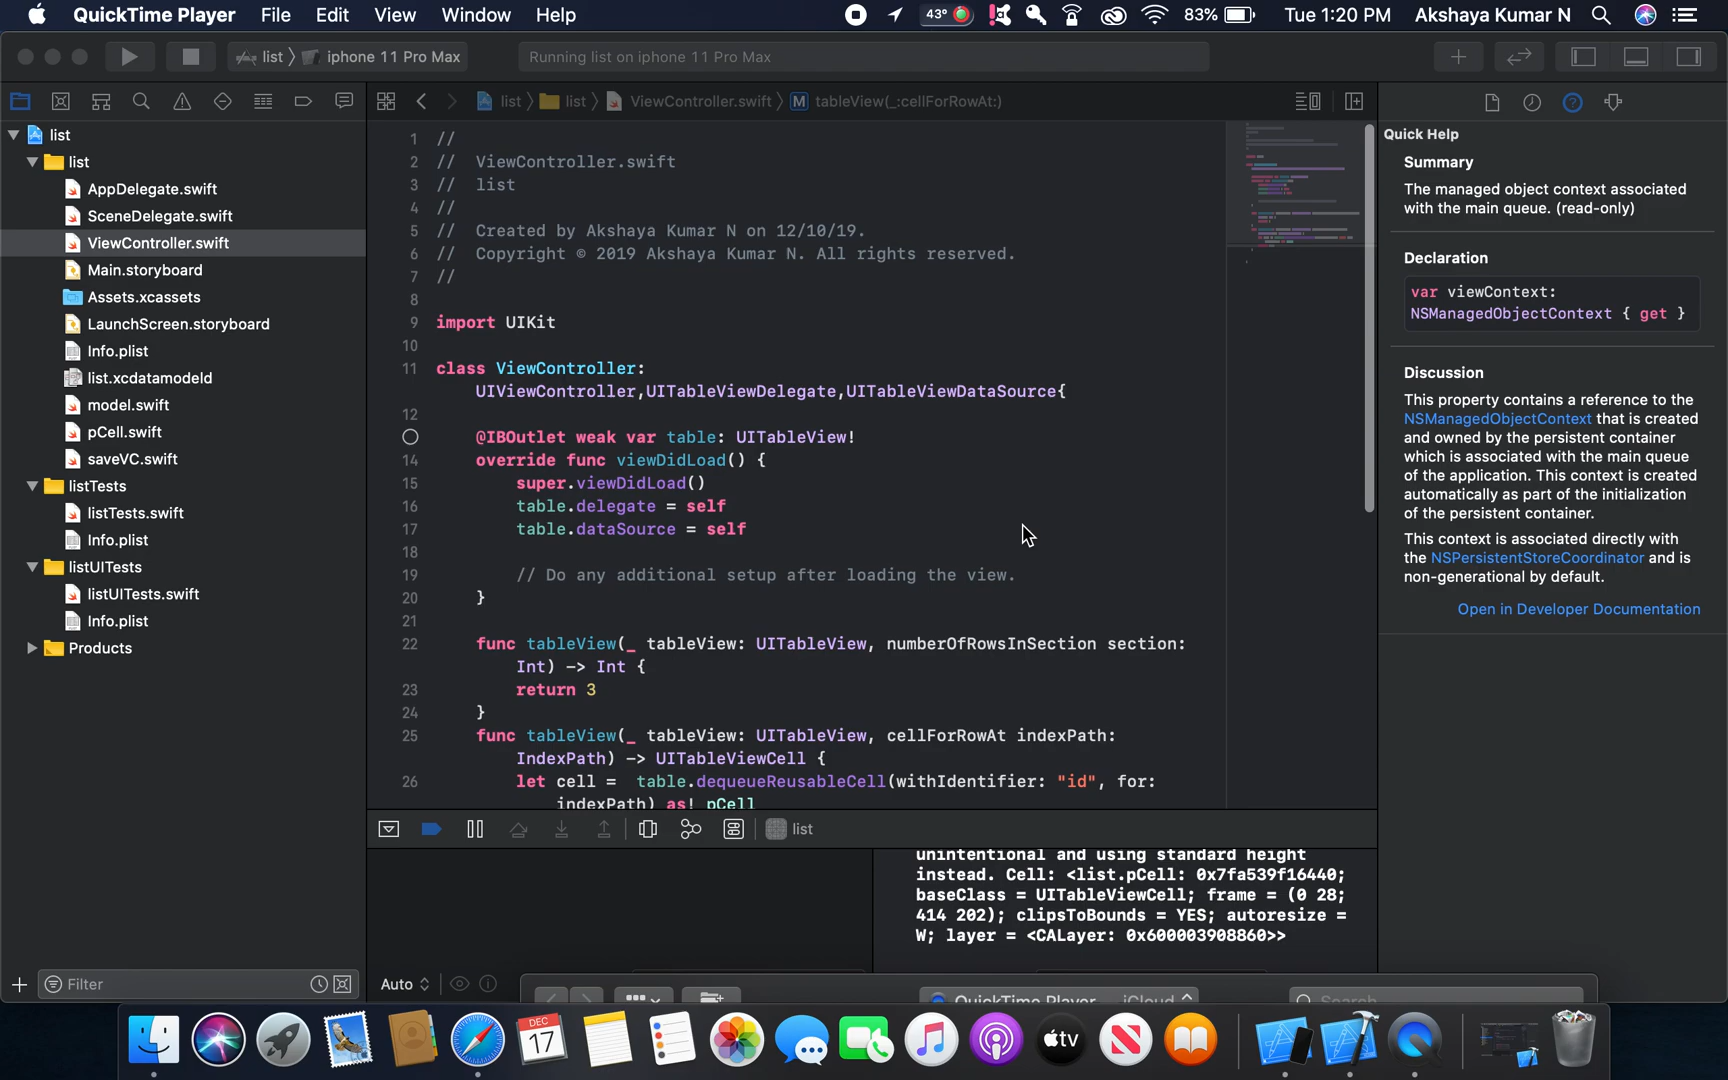 QuickTime Player File Edit View Window Help 43° 83% Tue 1:20 PM Akshaya Kumar N
list iphone 11 Pro Max Running list on iphone 11 Pro Max
list list ViewController.swift M tableView(_:cellForRowAt:)
list
list
AppDelegate.swift
SceneDelegate.swift
ViewController.swift
Main.storyboard
Assets.xcassets
LaunchScreen.storyboard
Info.plist
list.xcdatamodeld
model.swift
pCell.swift
saveVC.swift
listTests
listTests.swift
Info.plist
listUITests
listUITests.swift
Info.plist
Products
Filter
1 //
2 // ViewController.swift
3 // list
4 //
5 // Created by Akshaya Kumar N on 12/10/19.
6 // Copyright © 2019 Akshaya Kumar N. All rights reserved.
7 //
8
9 import UIKit
10
11 class ViewController:
UIViewController,UITableViewDelegate,UITableViewDataSource{
12
@IBOutlet weak var table: UITableView!
14 override func viewDidLoad() {
15 super.viewDidLoad()
16 table.delegate = self
17 table.dataSource = self
18
19 // Do any additional setup after loading the view.
20 }
21
22 func tableView(_ tableView: UITableView, numberOfRowsInSection section:
Int) -> Int {
23 return 3
24 }
25 func tableView(_ tableView: UITableView, cellForRowAt indexPath:
IndexPath) -> UITableViewCell {
26 let cell = table.dequeueReusableCell(withIdentifier: "id", for:
indexPath) as! pCell
list
unintentional and using standard height
instead. Cell: <list.pCell: 0x7fa539f16440;
baseClass = UITableViewCell; frame = (0 28;
414 202); clipsToBounds = YES; autoresize =
W; layer = <CALayer: 0x600003908860>>
Auto
QuickTime Player — iCloud Search
Quick Help
Summary
The managed object context associated
with the main queue. (read-only)
Declaration
var viewContext:
NSManagedObjectContext { get }
Discussion
This property contains a reference to the
NSManagedObjectContext that is created
and owned by the persistent container
which is associated with the main queue
of the application. This context is created
automatically as part of the initialization
of the persistent container.
This context is associated directly with
the NSPersistentStoreCoordinator and is
non-generational by default.
Open in Developer Documentation
DEC
17
tv